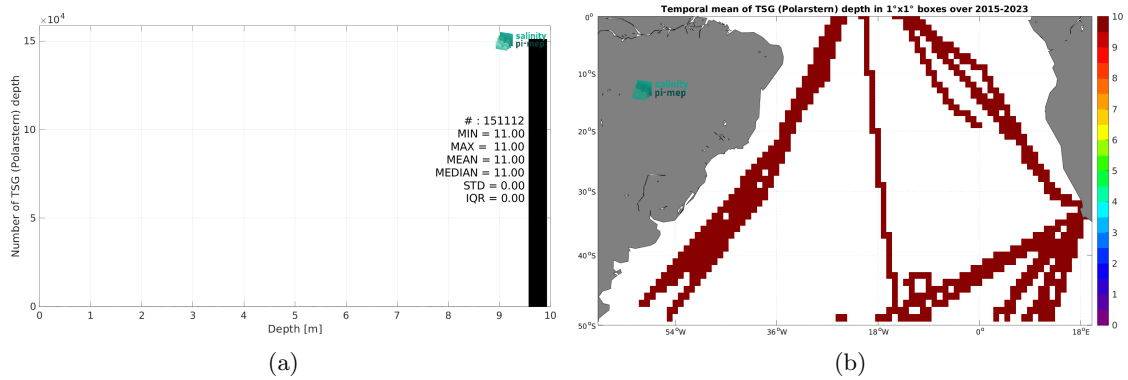 ×10⁴
15
10
5
0
Number of TSG (Polarstern) depth
salinity
pi-mep
# : 151112
MIN = 11.00
MAX = 11.00
MEAN = 11.00
MEDIAN = 11.00
STD = 0.00
IQR = 0.00
0 1 2 3 4 5 6 7 8 9 10
Depth [m]
(a)
Temporal mean of TSG (Polarstern) depth in 1°x1° boxes over 2015-2023
0°
10°S
20°S
30°S
40°S
50°S
salinity
pi-mep
54°W 36°W 18°W 0° 18°E
10
9
8
7
6
5
4
3
2
1
0
(b)